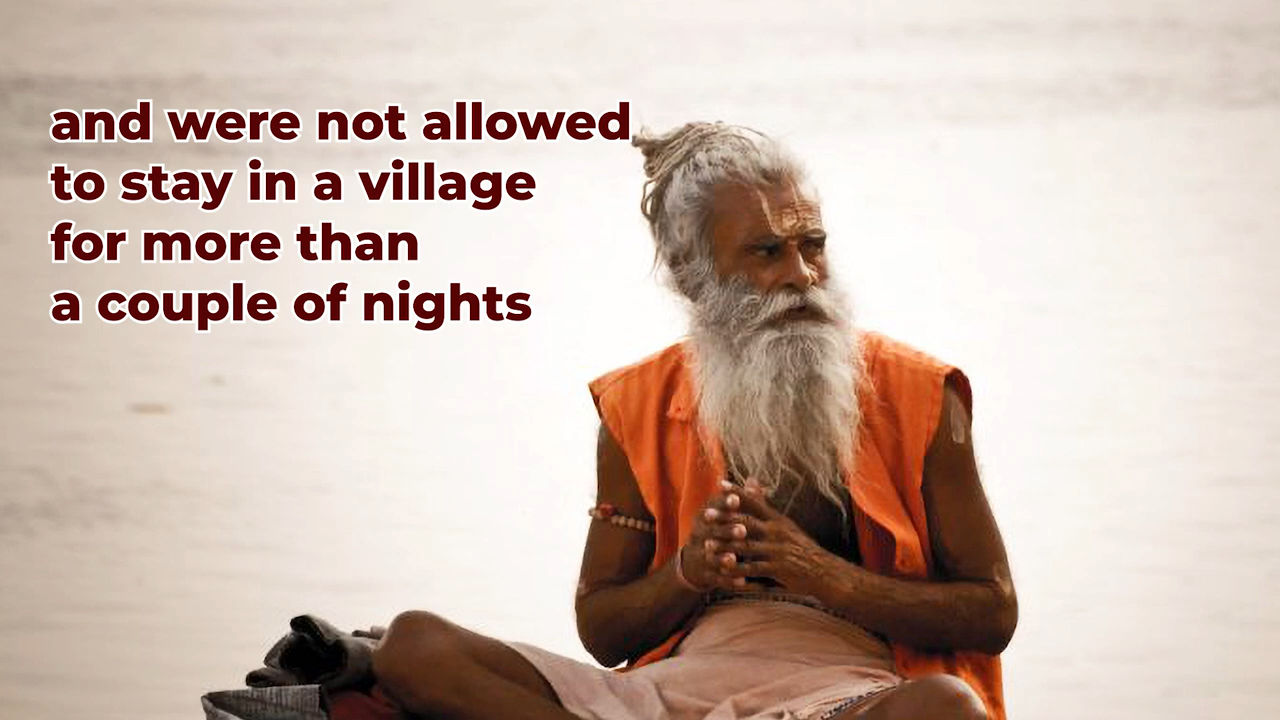 and were not allowed
to stay in a village
for more than
a couple of nights